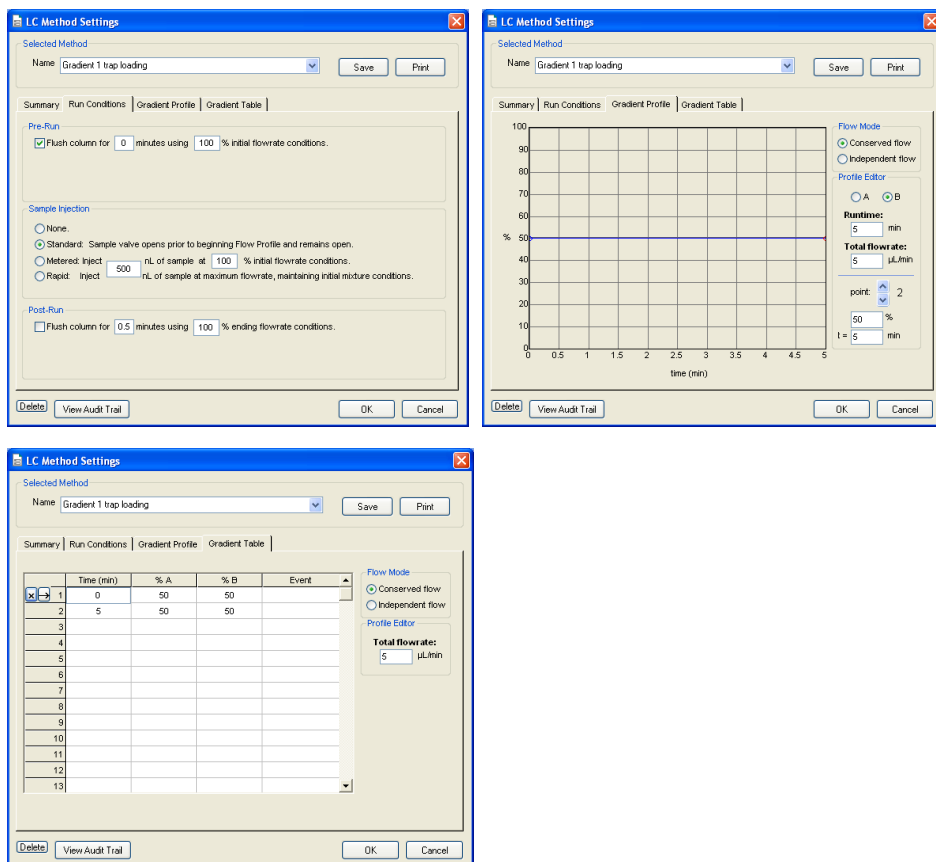 LC Method Settings
Selected Method
Name Gradient 1 trap loading Save Print
Summary Run Conditions Gradient Profile Gradient Table
Pre-Run
Flush column for 0 minutes using 100 % initial flowrate conditions.
Sample Injection
None.
Standard: Sample valve opens prior to beginning Flow Profile and remains open.
Metered: Inject 500 nL of sample at 100 % initial flowrate conditions.
Rapid: Inject nL of sample at maximum flowrate, maintaining initial mixture conditions.
Post-Run
Flush column for 0.5 minutes using 100 % ending flowrate conditions.
Delete View Audit Trail OK Cancel
LC Method Settings
Selected Method
Name Gradient 1 trap loading Save Print
Summary Run Conditions Gradient Profile Gradient Table
100
90
80
70
60
% 50
40
30
20
10
0
0 0.5 1 1.5 2 2.5 3 3.5 4 4.5 5
time (min)
Flow Mode
Conserved flow
Independent flow
Profile Editor
A B
Runtime:
5 min
Total flowrate:
5 µL/min
point: 2
50 %
t = 5 min
Delete View Audit Trail OK Cancel
LC Method Settings
Selected Method
Name Gradient 1 trap loading Save Print
Summary Run Conditions Gradient Profile Gradient Table
Time (min) % A % B Event
1 0 50 50
2 5 50 50
3
4
5
6
7
8
9
10
11
12
13
Flow Mode
Conserved flow
Independent flow
Profile Editor
Total flowrate:
5 µL/min
Delete View Audit Trail OK Cancel